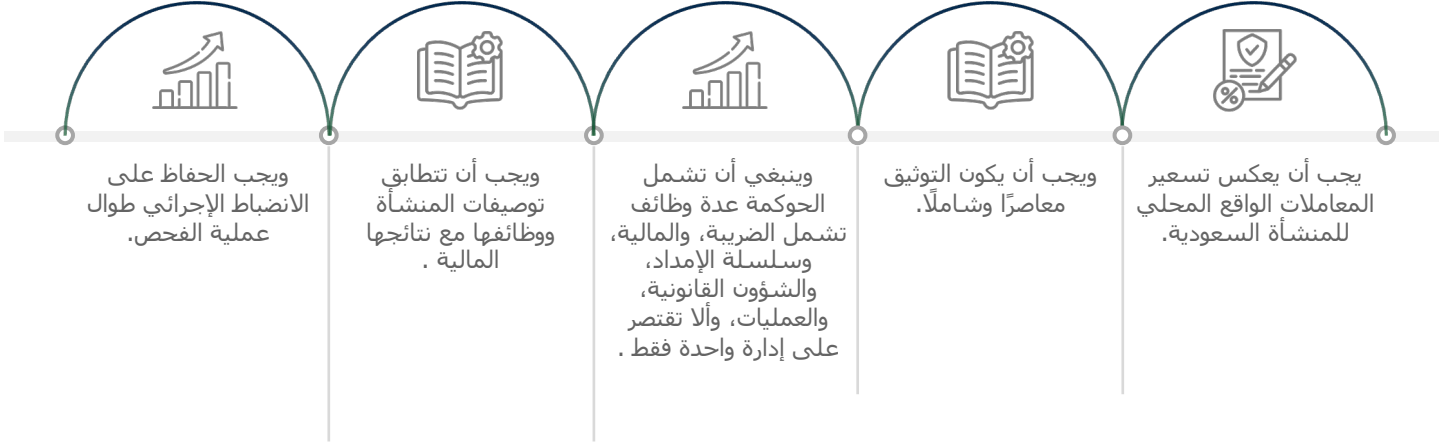 يجب أن يعكس تسعير
المعاملات الواقع المحلي
للمنشأة السعودية.
ويجب أن يكون التوثيق
معاصرًا وشاملًا.
وينبغي أن تشمل
الحوكمة عدة وظائف
تشمل الضريبة، والمالية،
وسلسلة الإمداد،
والشؤون القانونية،
والعمليات، وألا تقتصر
على إدارة واحدة فقط .
ويجب أن تتطابق
توصيفات المنشأة
ووظائفها مع نتائجها
المالية .
ويجب الحفاظ على
الانضباط الإجرائي طوال
عملية الفحص.